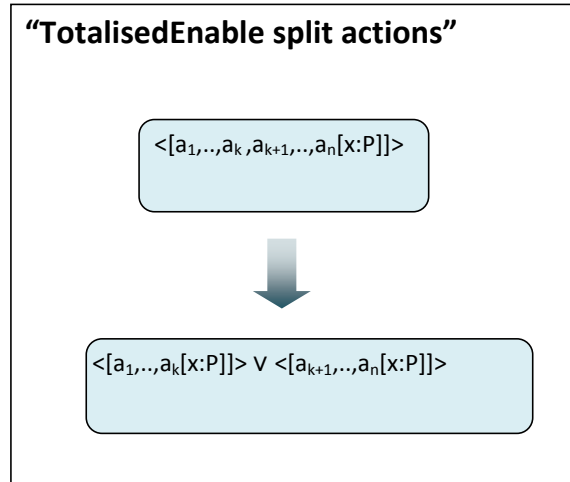 “TotalisedEnable split actions”
<[a₁,..,aₖ ,aₖ₊₁,..,aₙ[x:P]]>
<[a₁,..,aₖ[x:P]]> ∨ <[aₖ₊₁,..,aₙ[x:P]]>